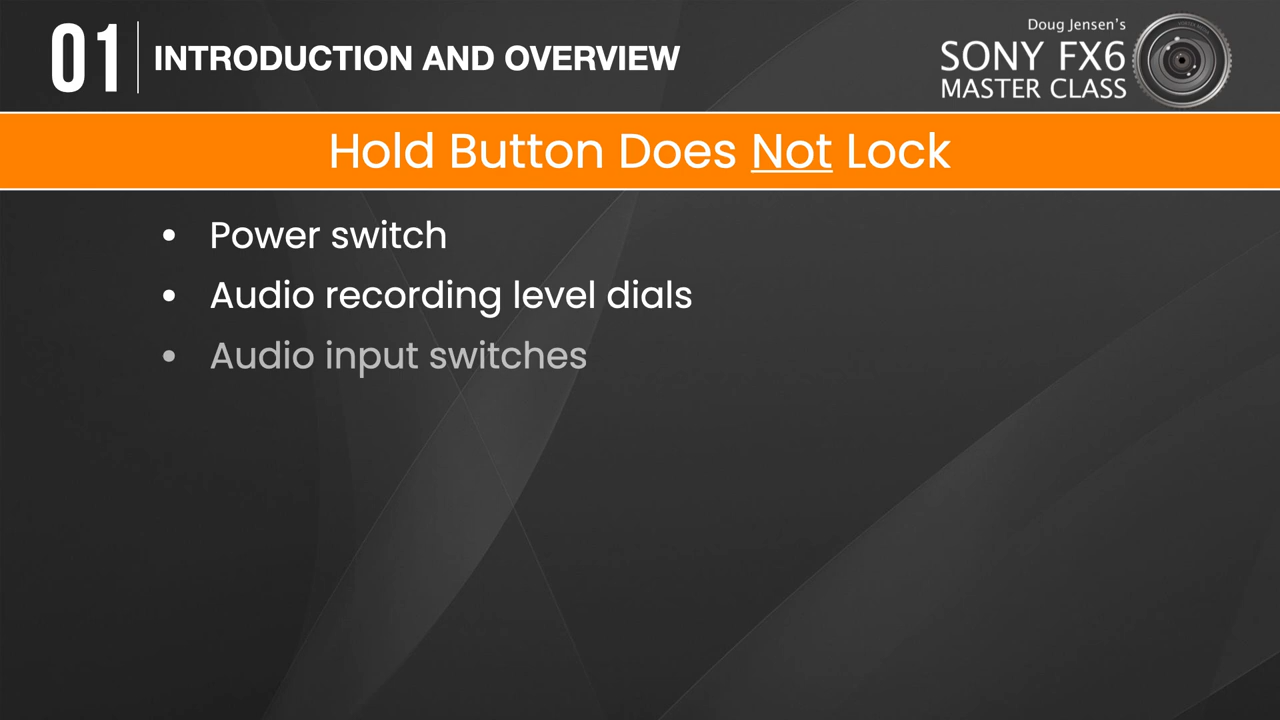 01
INTRODUCTION AND OVERVIEW
Doug Jensen's
SONY FX6
MASTER CLASS
Hold Button Does Not Lock
• Power switch
• Audio recording level dials
• Audio input switches